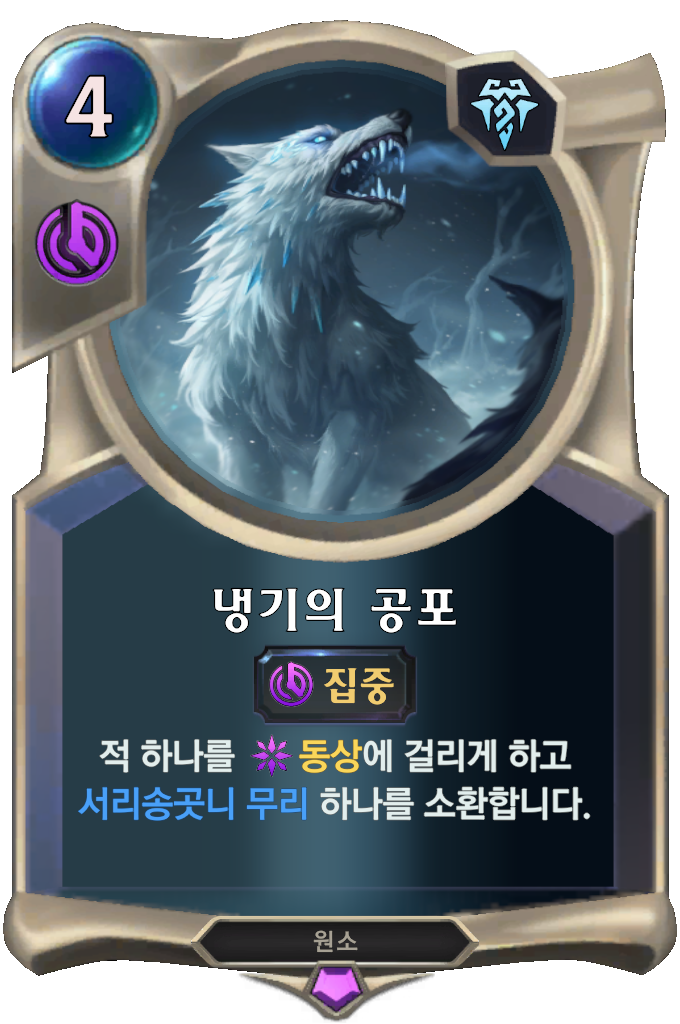 4
냉기의 공포
집중
적 하나를 동상에 걸리게 하고
서리송곳니 무리 하나를 소환합니다.
원소